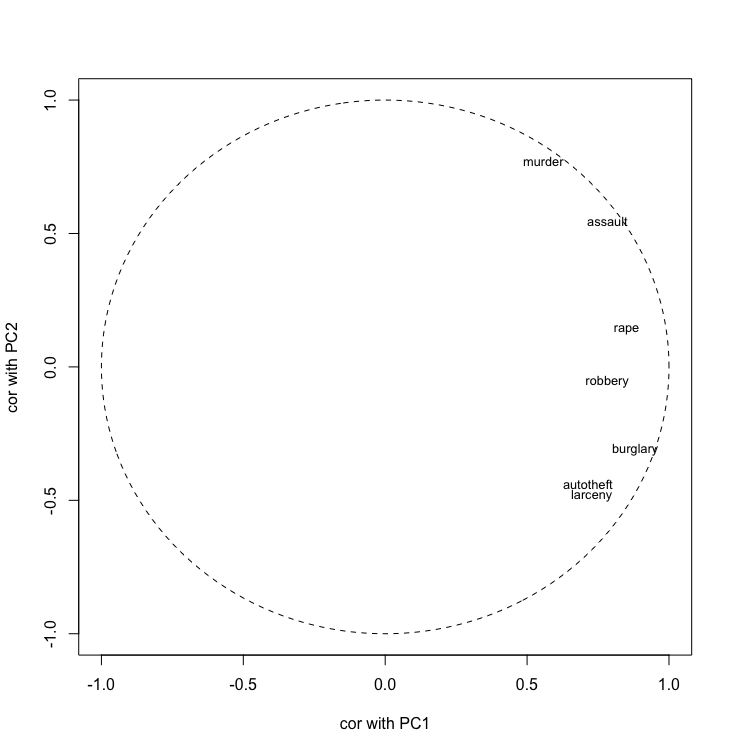 1.0
murder
assault
0.5
rape
cor with PC2
0.0
robbery
burglary
autotheft
larceny
-0.5
-1.0
-1.0 -0.5 0.0 0.5 1.0
cor with PC1